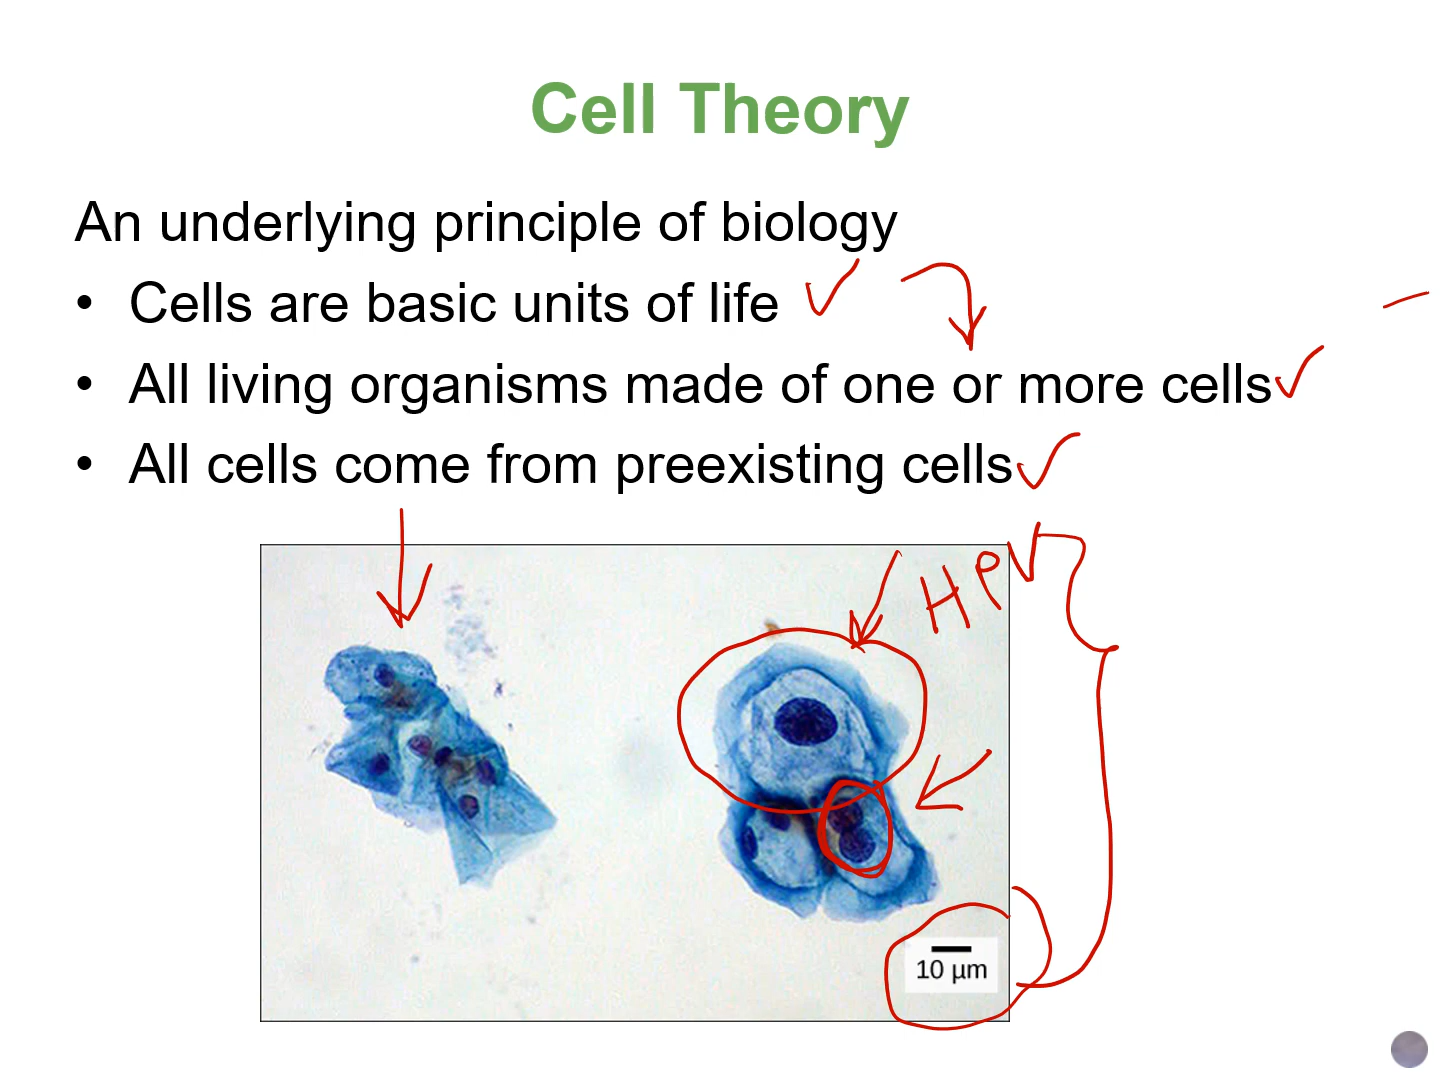 Cell Theory
An underlying principle of biology
• Cells are basic units of life
• All living organisms made of one or more cells
• All cells come from preexisting cells
HPV
10 µm